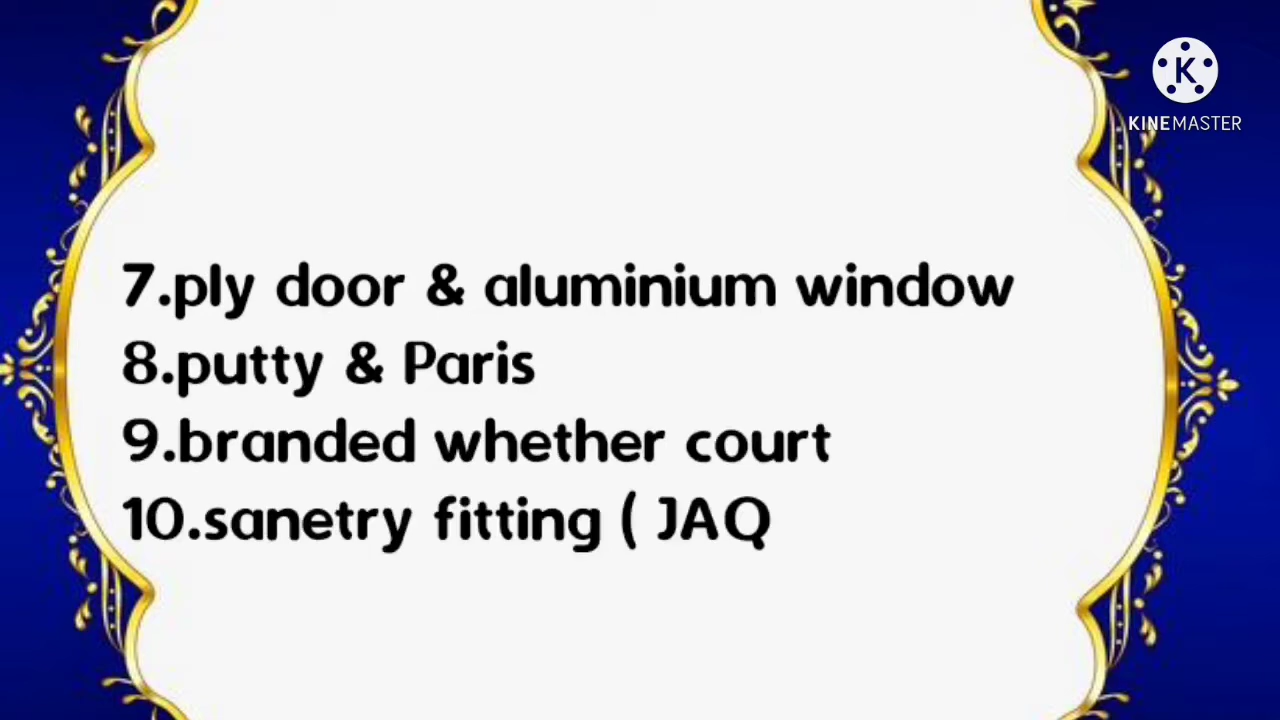 K
KINEMASTER
7.ply door & aluminium window
8.putty & Paris
9.branded whether court
10.sanetry fitting ( JAQ